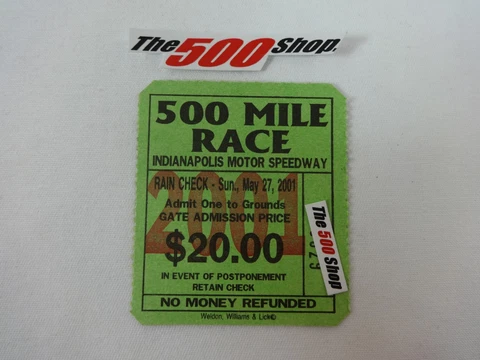 The 500 Shop.
500 MILE
RACE
INDIANAPOLIS MOTOR SPEEDWAY
2001
RAIN CHECK - Sun., May 27, 2001
Admit One to Grounds
GATE ADMISSION PRICE
$20.00
IN EVENT OF POSTPONEMENT
RETAIN CHECK
NO MONEY REFUNDED
Weldon, Williams & Lick©
The 500 Shop